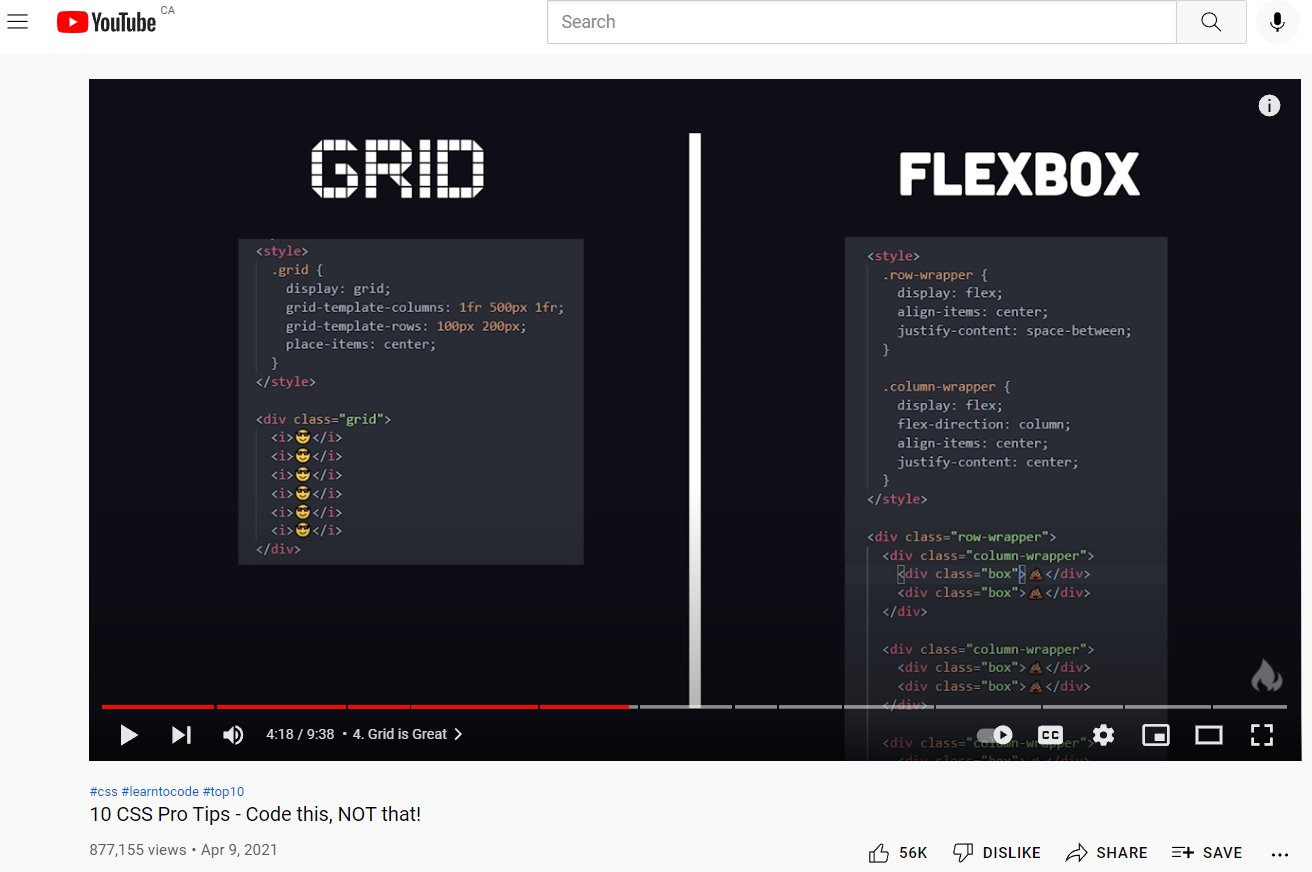 YouTube CA
Search
GRID
<style>
.grid {
display: grid;
grid-template-columns: 1fr 500px 1fr;
grid-template-rows: 100px 200px;
place-items: center;
}
</style>
<div class="grid">
<i>😎</i>
<i>😎</i>
<i>😎</i>
<i>😎</i>
<i>😎</i>
<i>😎</i>
</div>
FLEXBOX
<style>
.row-wrapper {
display: flex;
align-items: center;
justify-content: space-between;
}
.column-wrapper {
display: flex;
flex-direction: column;
align-items: center;
justify-content: center;
}
</style>
<div class="row-wrapper">
<div class="column-wrapper">
<div class="box">💩</div>
<div class="box">💩</div>
</div>
<div class="column-wrapper">
<div class="box">💩</div>
<div class="box">💩</div>
</div>
<div class="column-wrapper">
4:18 / 9:38 • 4. Grid is Great
CC
#css #learntocode #top10
10 CSS Pro Tips - Code this, NOT that!
877,155 views • Apr 9, 2021
56K DISLIKE SHARE SAVE